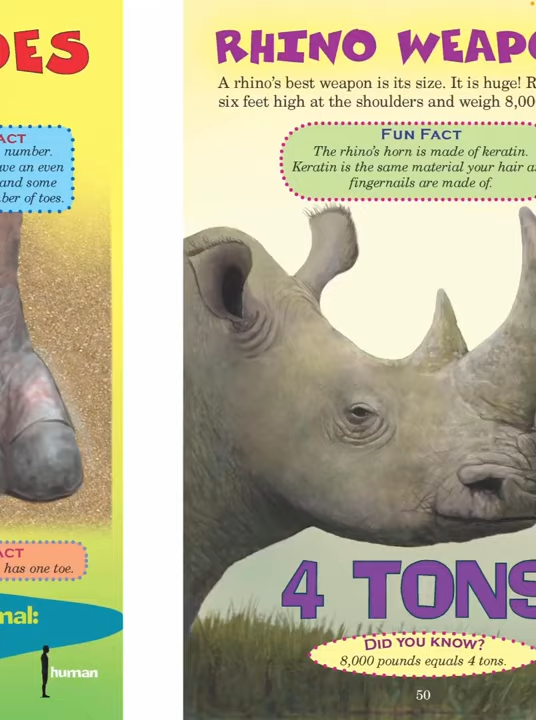 OES
ACT
number.
ve an even
and some
ber of toes.
ACT
has one toe.
nal:
human
RHINO WEAPO
A rhino's best weapon is its size. It is huge! R
six feet high at the shoulders and weigh 8,00
FUN FACT
The rhino's horn is made of keratin.
Keratin is the same material your hair a
fingernails are made of.
4 TONS
DID YOU KNOW?
8,000 pounds equals 4 tons.
50